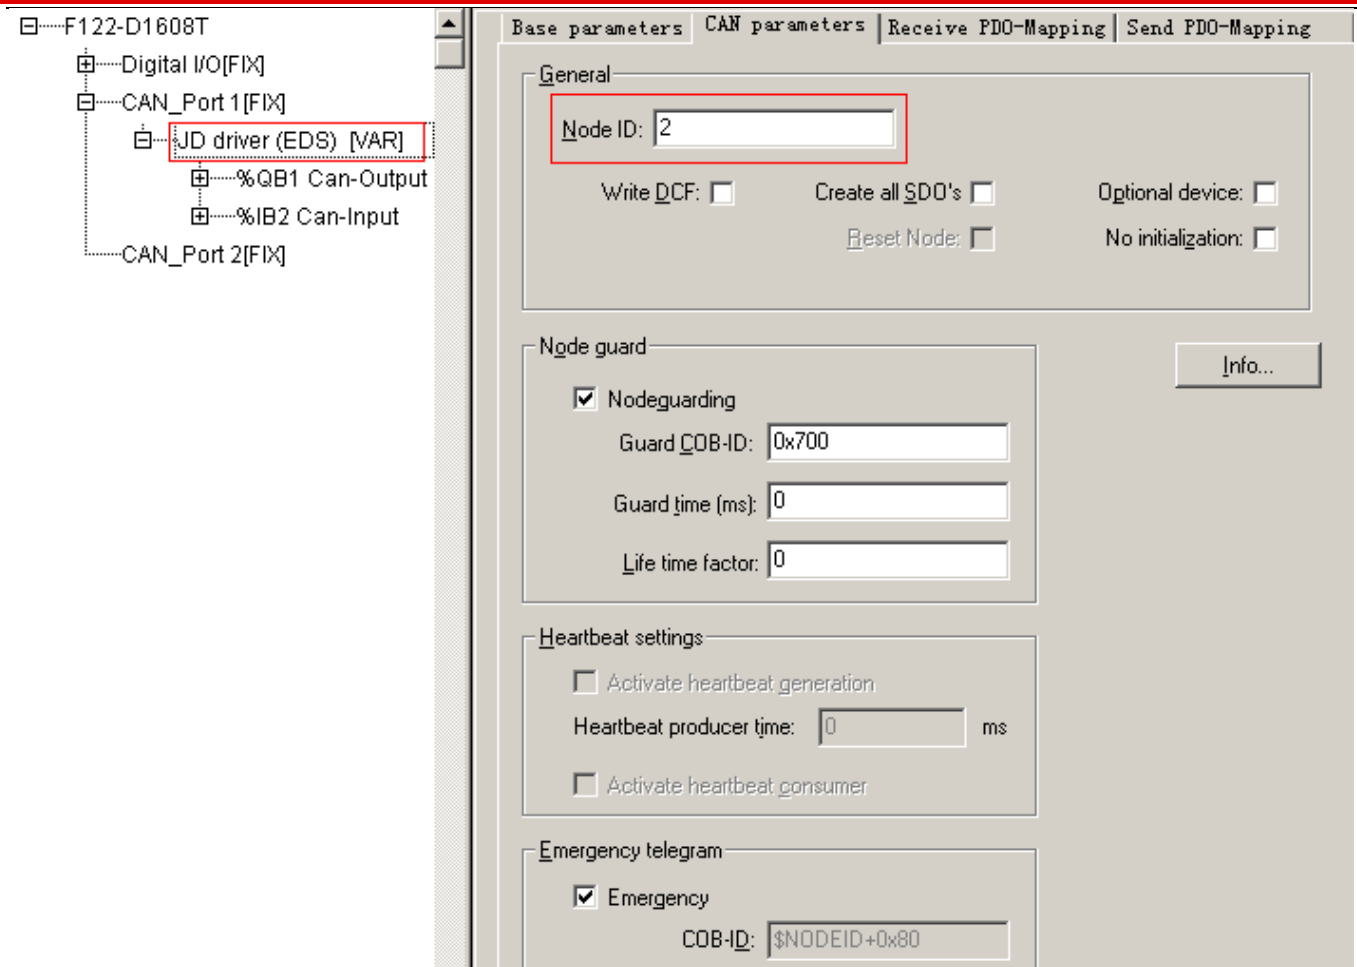 F122-D1608T
Digital I/O[FIX]
CAN_Port 1[FIX]
JD driver (EDS) [VAR]
%QB1 Can-Output
%IB2 Can-Input
CAN_Port 2[FIX]
Base parameters CAN parameters Receive PDO-Mapping Send PDO-Mapping
General
Node ID: 2
Write DCF: Create all SDO's Optional device:
Reset Node: No initialization:
Node guard
Info...
Nodeguarding
Guard COB-ID: 0x700
Guard time (ms): 0
Life time factor: 0
Heartbeat settings
Activate heartbeat generation
Heartbeat producer time: 0 ms
Activate heartbeat consumer
Emergency telegram
Emergency
COB-ID: $NODEID+0x80